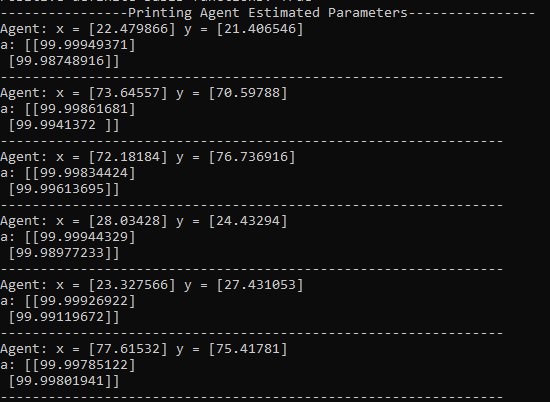 ----------------Printing Agent Estimated Parameters----------------
Agent: x = [22.479866] y = [21.406546]
a: [[99.99949371]
 [99.98748916]]
---------------------------------------------------------------
Agent: x = [73.64557] y = [70.59788]
a: [[99.99861681]
 [99.9941372 ]]
---------------------------------------------------------------
Agent: x = [72.18184] y = [76.736916]
a: [[99.99834424]
 [99.99613695]]
---------------------------------------------------------------
Agent: x = [28.03428] y = [24.43294]
a: [[99.99944329]
 [99.98977233]]
---------------------------------------------------------------
Agent: x = [23.327566] y = [27.431053]
a: [[99.99926922]
 [99.99119672]]
---------------------------------------------------------------
Agent: x = [77.61532] y = [75.41781]
a: [[99.99785122]
 [99.99801941]]
---------------------------------------------------------------